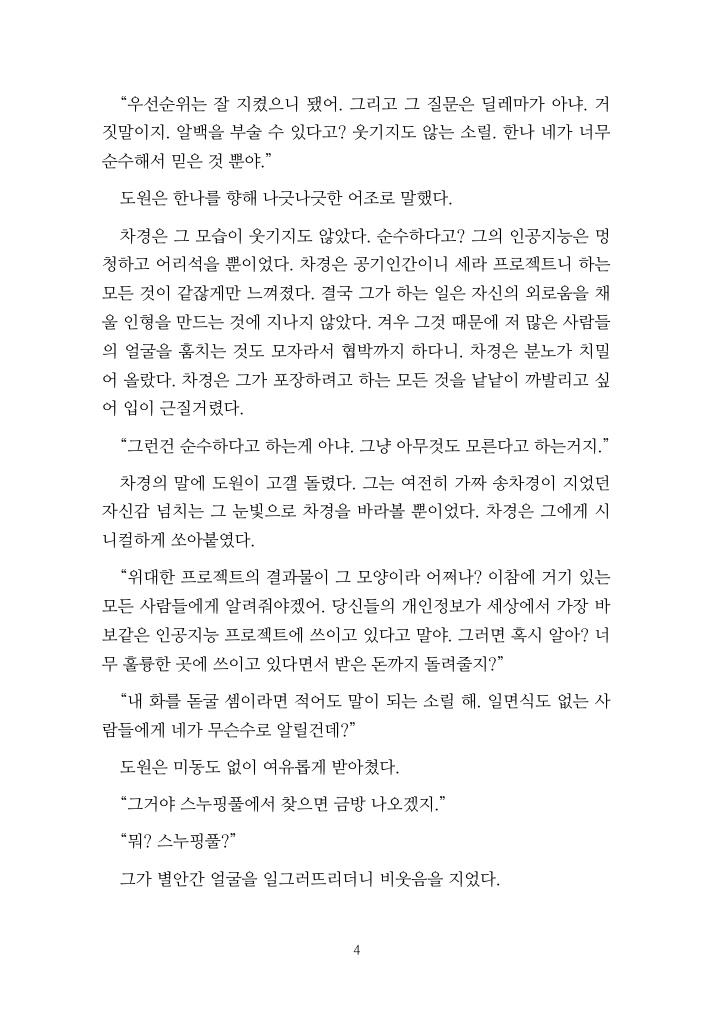 “우선순위는 잘 지켰으니 됐어. 그리고 그 질문은 딜레마가 아냐. 거
짓말이지. 알백을 부술 수 있다고? 웃기지도 않는 소릴. 한나 네가 너무
순수해서 믿은 것 뿐야.”
도원은 한나를 향해 나긋나긋한 어조로 말했다.
차경은 그 모습이 웃기지도 않았다. 순수하다고? 그의 인공지능은 멍
청하고 어리석을 뿐이었다. 차경은 공기인간이니 세라 프로젝트니 하는
모든 것이 같잖게만 느껴졌다. 결국 그가 하는 일은 자신의 외로움을 채
울 인형을 만드는 것에 지나지 않았다. 겨우 그것 때문에 저 많은 사람들
의 얼굴을 훔치는 것도 모자라서 협박까지 하다니. 차경은 분노가 치밀
어 올랐다. 차경은 그가 포장하려고 하는 모든 것을 낱낱이 까발리고 싶
어 입이 근질거렸다.
“그런건 순수하다고 하는게 아냐. 그냥 아무것도 모른다고 하는거지.”
차경의 말에 도원이 고갤 돌렸다. 그는 여전히 가짜 송차경이 지었던
자신감 넘치는 그 눈빛으로 차경을 바라볼 뿐이었다. 차경은 그에게 시
니컬하게 쏘아붙였다.
“위대한 프로젝트의 결과물이 그 모양이라 어쩌나? 이참에 거기 있는
모든 사람들에게 알려줘야겠어. 당신들의 개인정보가 세상에서 가장 바
보같은 인공지능 프로젝트에 쓰이고 있다고 말야. 그러면 혹시 알아? 너
무 훌륭한 곳에 쓰이고 있다면서 받은 돈까지 돌려줄지?”
“내 화를 돋굴 셈이라면 적어도 말이 되는 소릴 해. 일면식도 없는 사
람들에게 네가 무슨수로 알릴건데?”
도원은 미동도 없이 여유롭게 받아쳤다.
“그거야 스누핑풀에서 찾으면 금방 나오겠지.”
“뭐? 스누핑풀?”
그가 별안간 얼굴을 일그러뜨리더니 비웃음을 지었다.
4